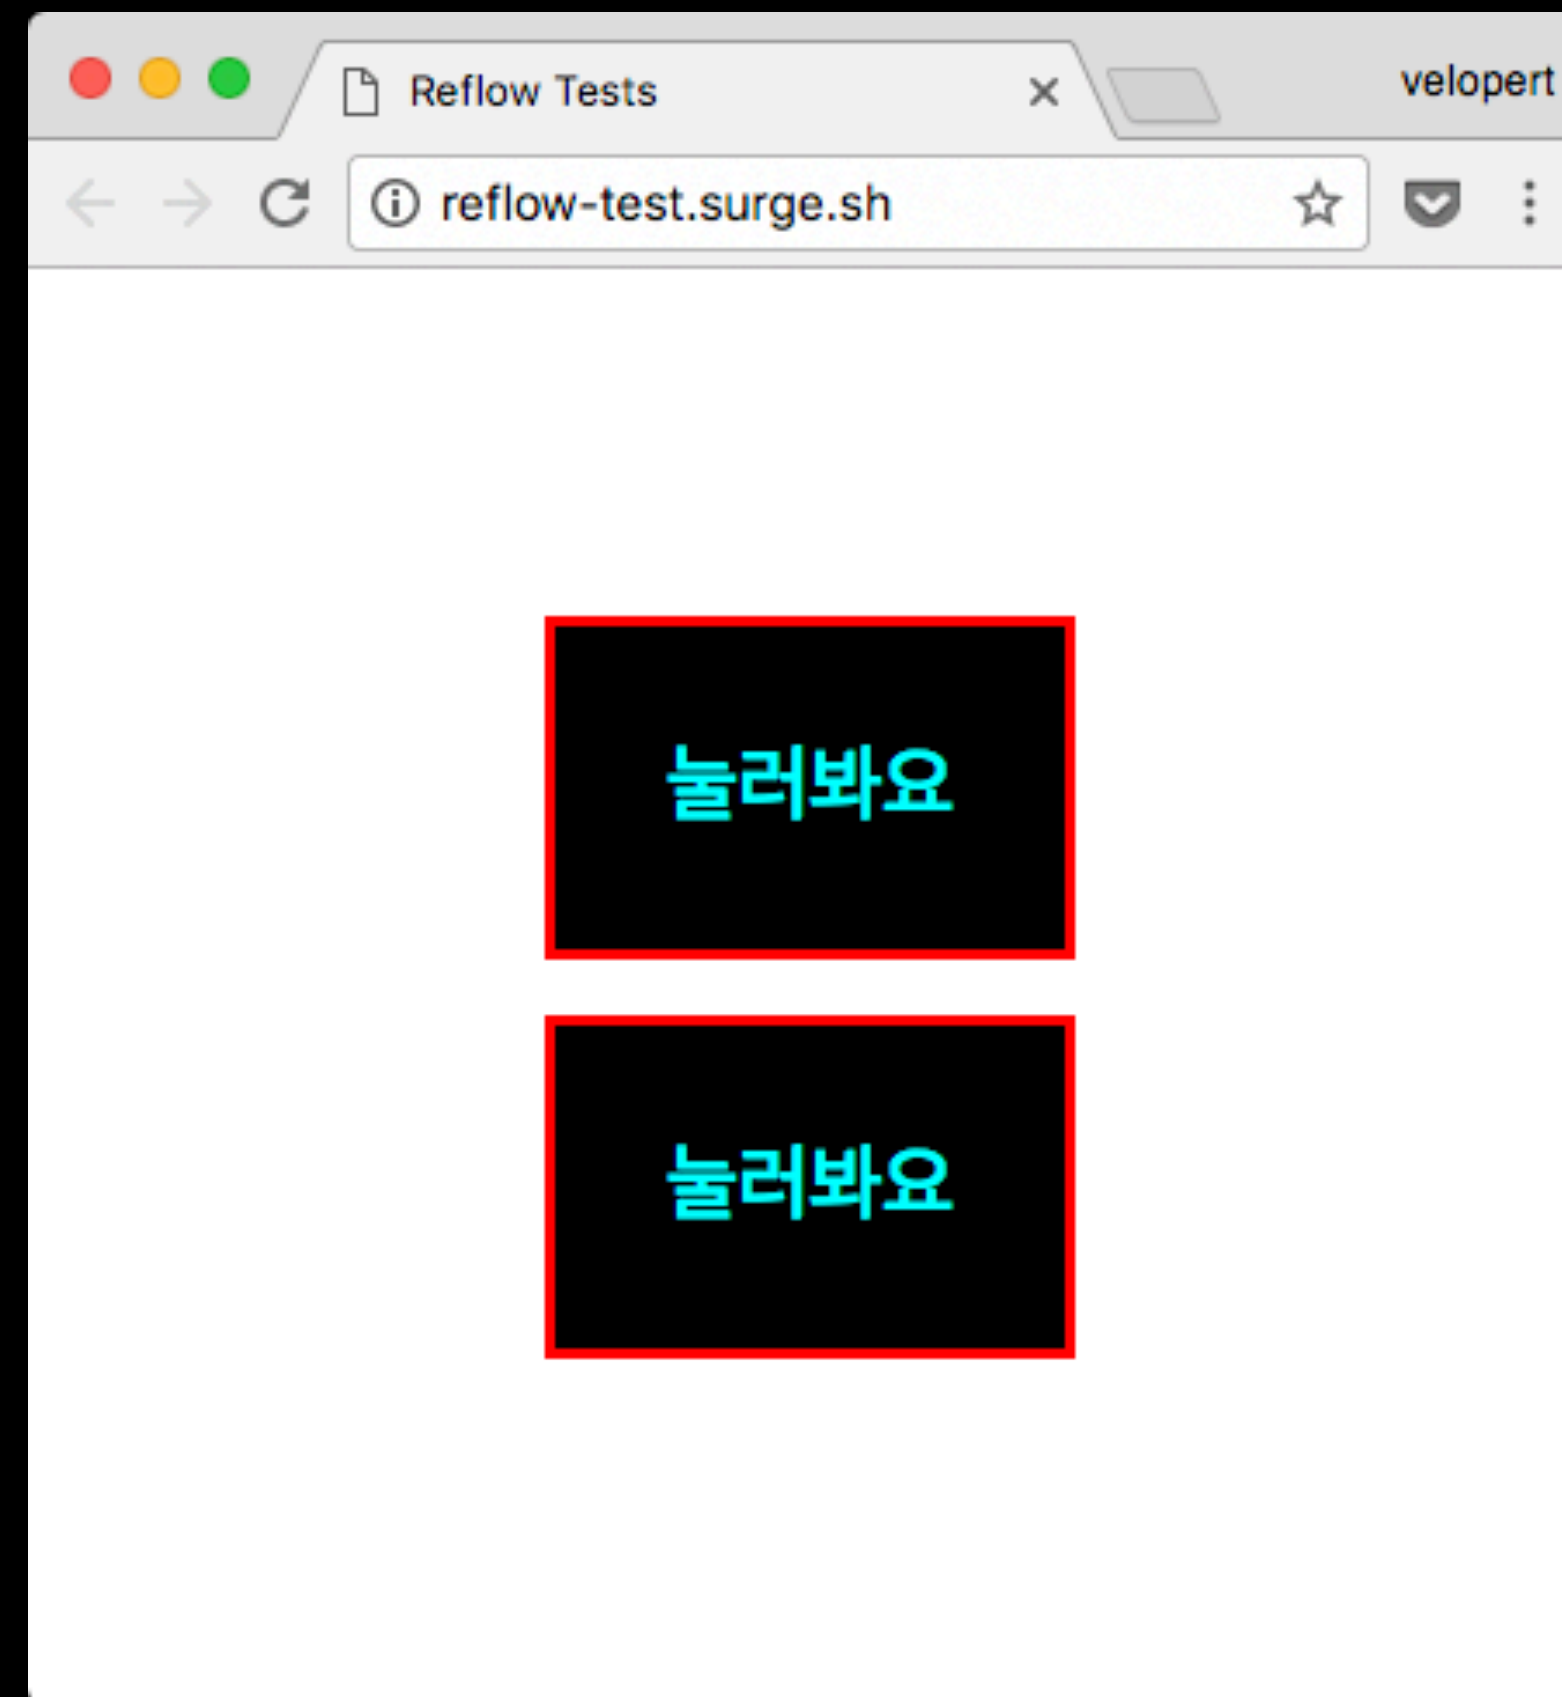 Reflow Tests
velopert
reflow-test.surge.sh
눌러봐요
눌러봐요